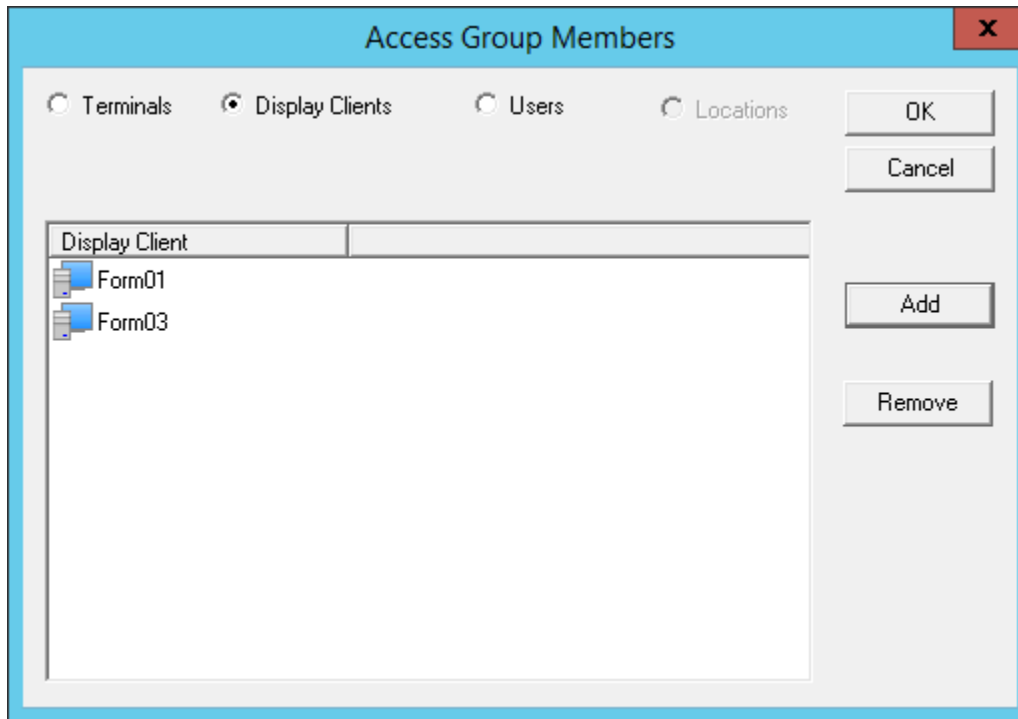 Access Group Members
x
Terminals Display Clients Users Locations
OK
Cancel
Display Client
Form01
Form03
Add
Remove